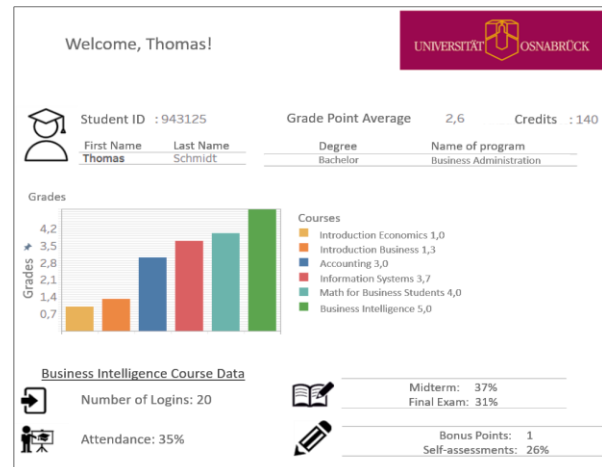 Welcome, Thomas!
UNIVERSITÄT OSNABRÜCK
Student ID : 943125
Grade Point Average 2,6 Credits : 140
First Name Last Name
Thomas Schmidt
Degree Name of program
Bachelor Business Administration
Grades
Grades
4,2
3,5
2,8
2,1
1,4
0,7
Courses
Introduction Economics 1,0
Introduction Business 1,3
Accounting 3,0
Information Systems 3,7
Math for Business Students 4,0
Business Intelligence 5,0
Business Intelligence Course Data
Number of Logins: 20
Attendance: 35%
Midterm: 37%
Final Exam: 31%
Bonus Points: 1
Self-assessments: 26%